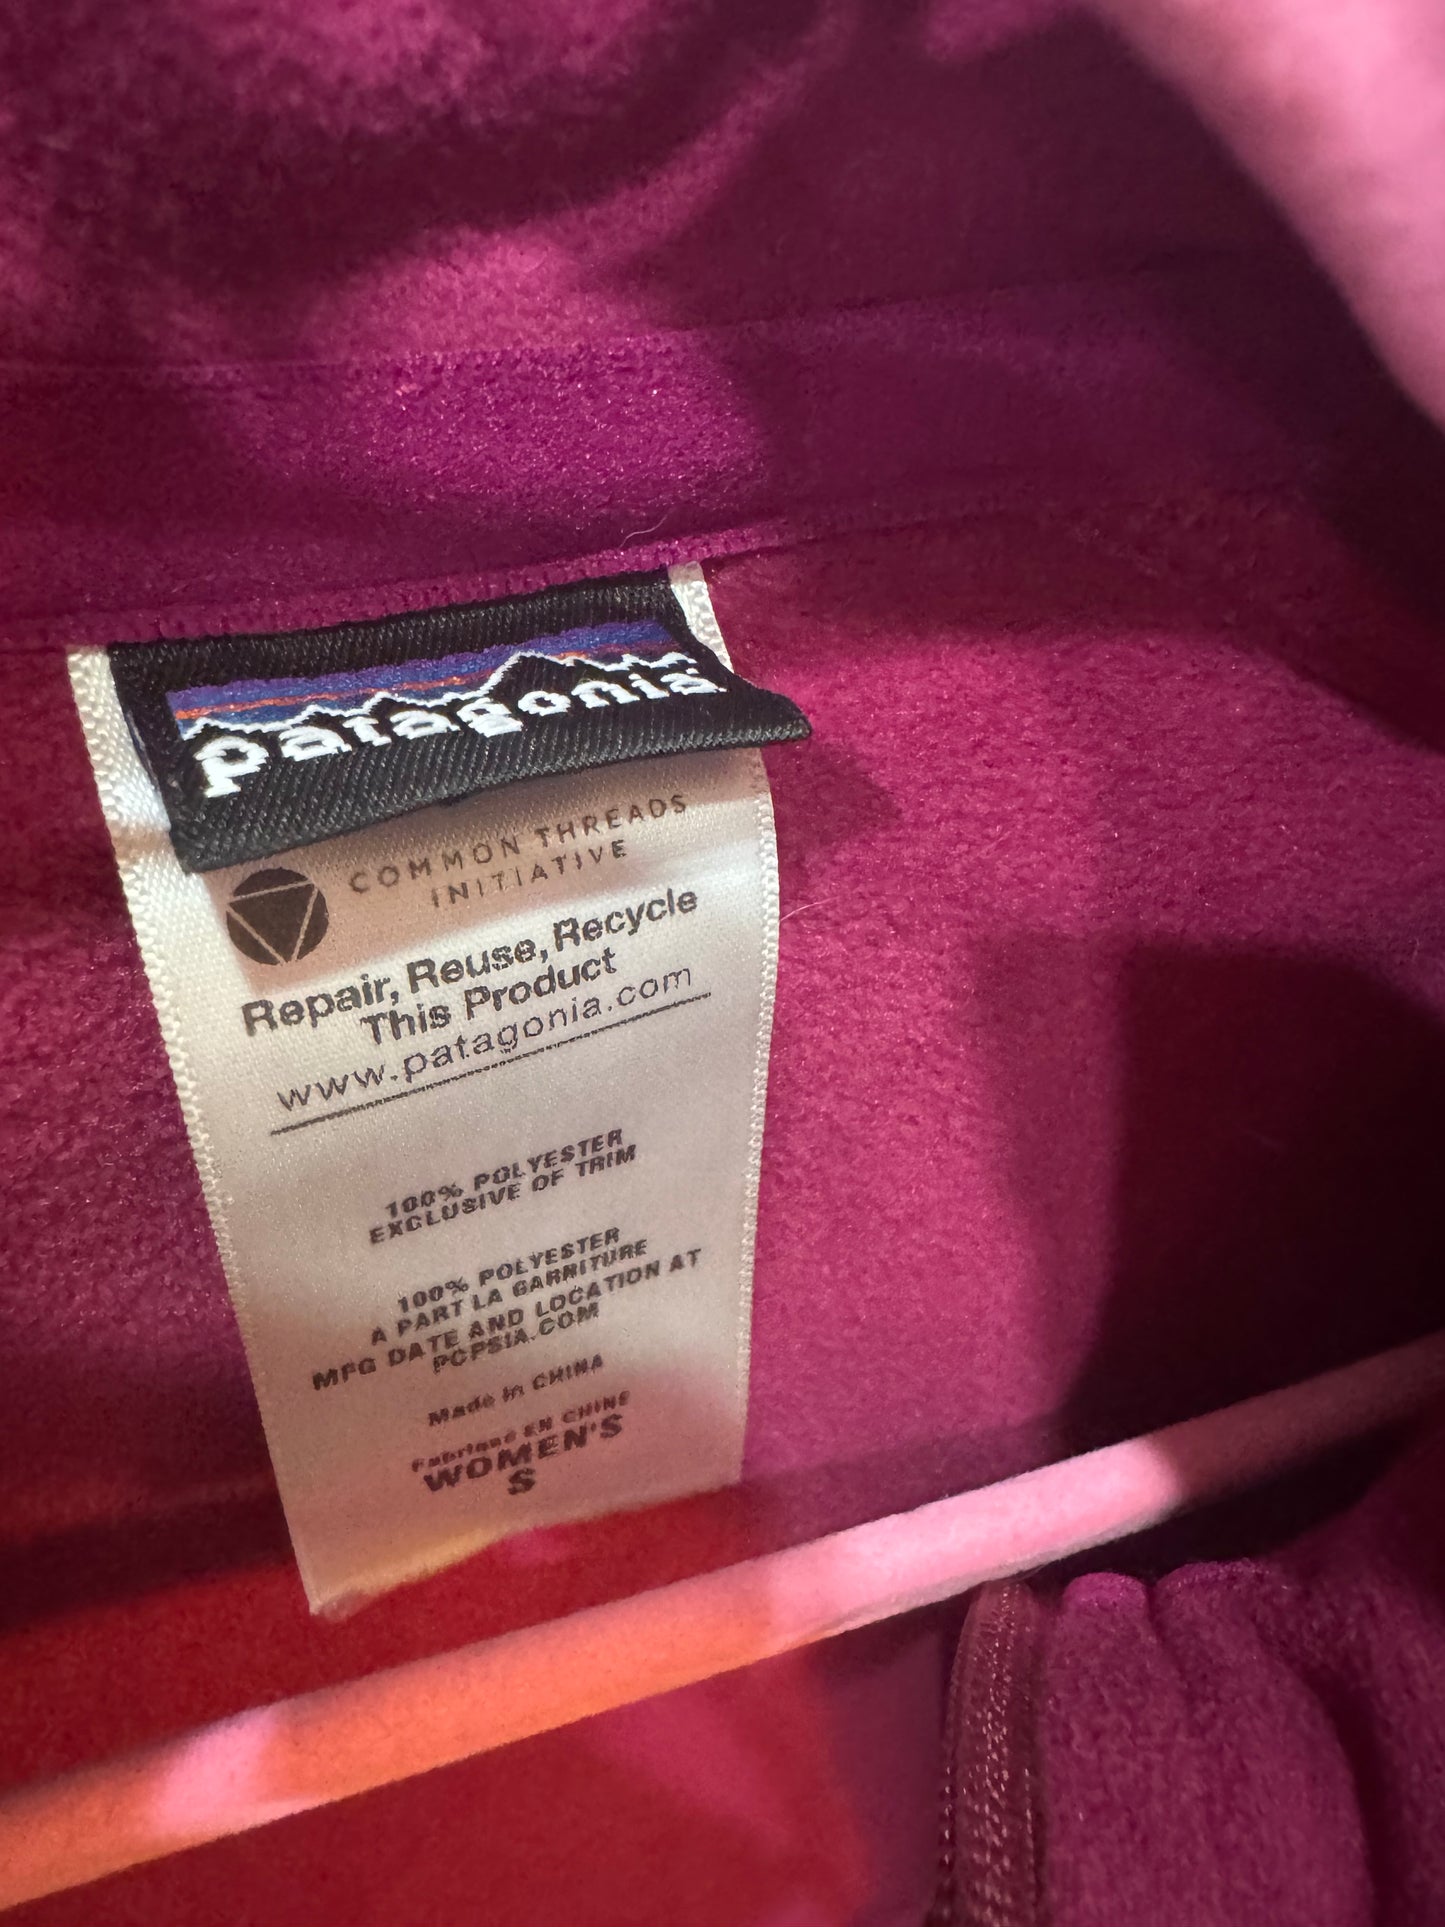 patagonia
COMMON THREADS
INITIATIVE
Repair, Reuse, Recycle
This Product
www.patagonia.com
100% POLYESTER
EXCLUSIVE OF TRIM
100% POLYESTER
A PART LA GARNITURE
MFG DATE AND LOCATION AT
PCPSIA.COM
Made in CHINA
Fabriqué EN CHINE
WOMEN'S
S